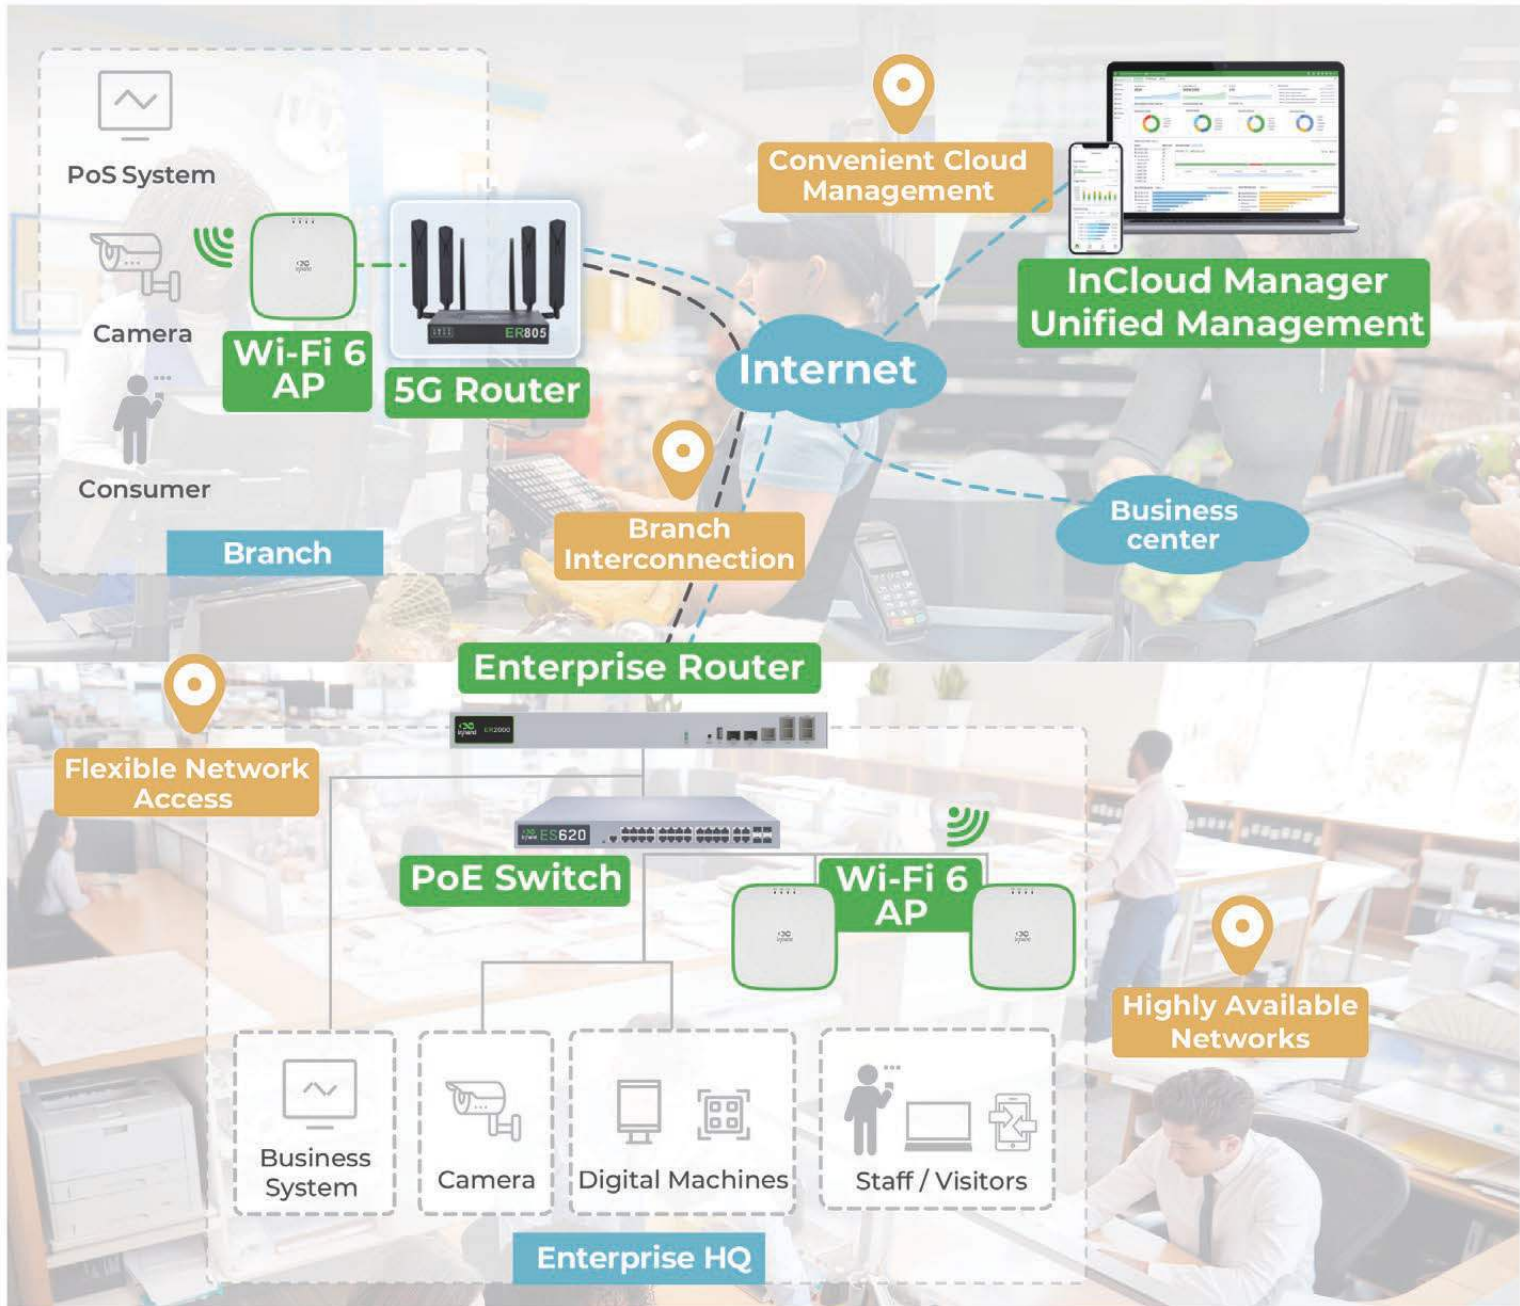 PoS System
Camera
Consumer
Wi-Fi 6
AP
ER805
5G Router
Branch
Convenient Cloud
Management
InCloud Manager
Unified Management
Internet
Branch
Interconnection
Business
center
Enterprise Router
ER2000
Flexible Network
Access
ES620
PoE Switch
Wi-Fi 6
AP
Highly Available
Networks
Business
System
Camera
Digital Machines
Staff / Visitors
Enterprise HQ